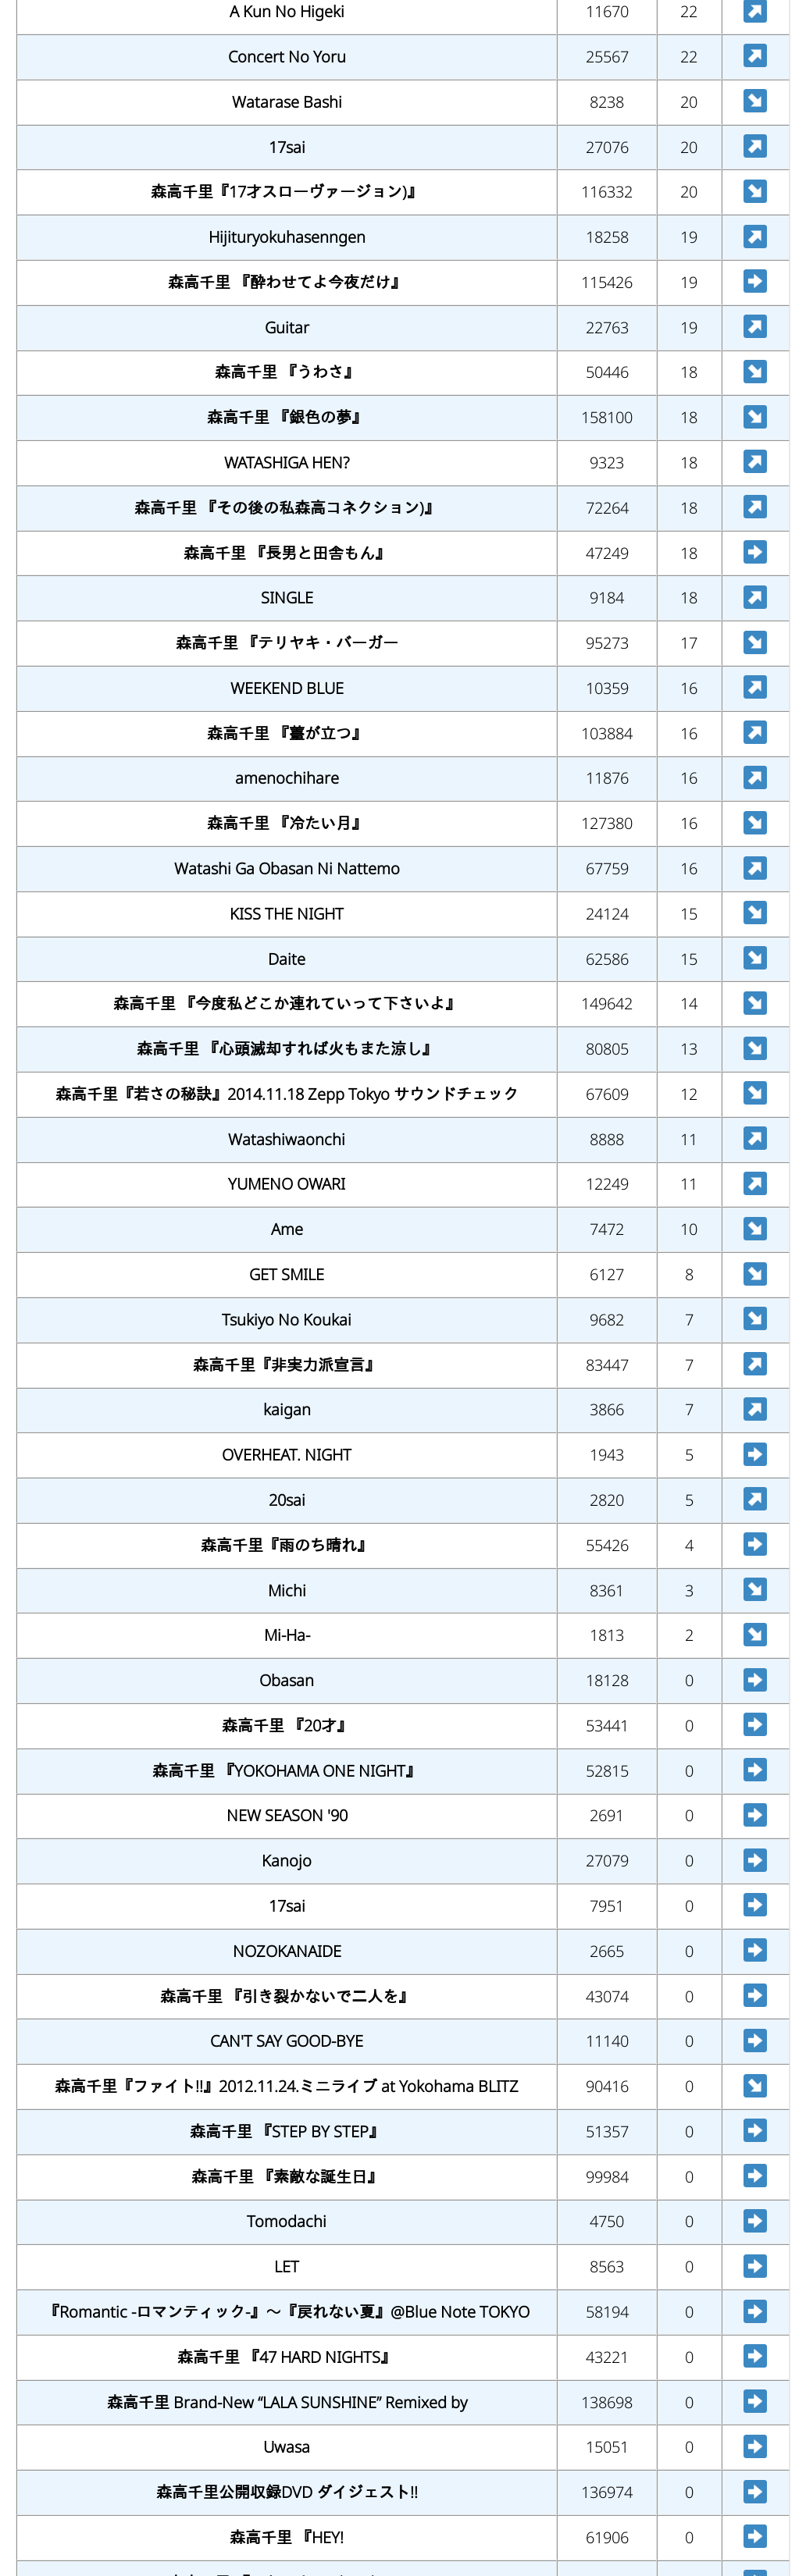 A Kun No Higeki 11670 22
Concert No Yoru 25567 22
Watarase Bashi 8238 20
17sai 27076 20
森高千里『17才スローヴァージョン)』 116332 20
Hijituryokuhasenngen 18258 19
森高千里 『酔わせてよ今夜だけ』 115426 19
Guitar 22763 19
森高千里 『うわさ』 50446 18
森高千里 『銀色の夢』 158100 18
WATASHIGA HEN? 9323 18
森高千里 『その後の私森高コネクション)』 72264 18
森高千里 『長男と田舎もん』 47249 18
SINGLE 9184 18
森高千里 『テリヤキ・バーガー 95273 17
WEEKEND BLUE 10359 16
森高千里 『薹が立つ』 103884 16
amenochihare 11876 16
森高千里 『冷たい月』 127380 16
Watashi Ga Obasan Ni Nattemo 67759 16
KISS THE NIGHT 24124 15
Daite 62586 15
森高千里 『今度私どこか連れていって下さいよ』 149642 14
森高千里 『心頭滅却すれば火もまた涼し』 80805 13
森高千里『若さの秘訣』2014.11.18 Zepp Tokyo サウンドチェック 67609 12
Watashiwaonchi 8888 11
YUMENO OWARI 12249 11
Ame 7472 10
GET SMILE 6127 8
Tsukiyo No Koukai 9682 7
森高千里『非実力派宣言』 83447 7
kaigan 3866 7
OVERHEAT. NIGHT 1943 5
20sai 2820 5
森高千里『雨のち晴れ』 55426 4
Michi 8361 3
Mi-Ha- 1813 2
Obasan 18128 0
森高千里 『20才』 53441 0
森高千里 『YOKOHAMA ONE NIGHT』 52815 0
NEW SEASON '90 2691 0
Kanojo 27079 0
17sai 7951 0
NOZOKANAIDE 2665 0
森高千里 『引き裂かないで二人を』 43074 0
CAN'T SAY GOOD-BYE 11140 0
森高千里『ファイト!!』2012.11.24.ミニライブ at Yokohama BLITZ 90416 0
森高千里 『STEP BY STEP』 51357 0
森高千里 『素敵な誕生日』 99984 0
Tomodachi 4750 0
LET 8563 0
『Romantic -ロマンティック-』〜『戻れない夏』@Blue Note TOKYO 58194 0
森高千里 『47 HARD NIGHTS』 43221 0
森高千里 Brand-New “LALA SUNSHINE” Remixed by 138698 0
Uwasa 15051 0
森高千里公開収録DVD ダイジェスト!! 136974 0
森高千里 『HEY! 61906 0